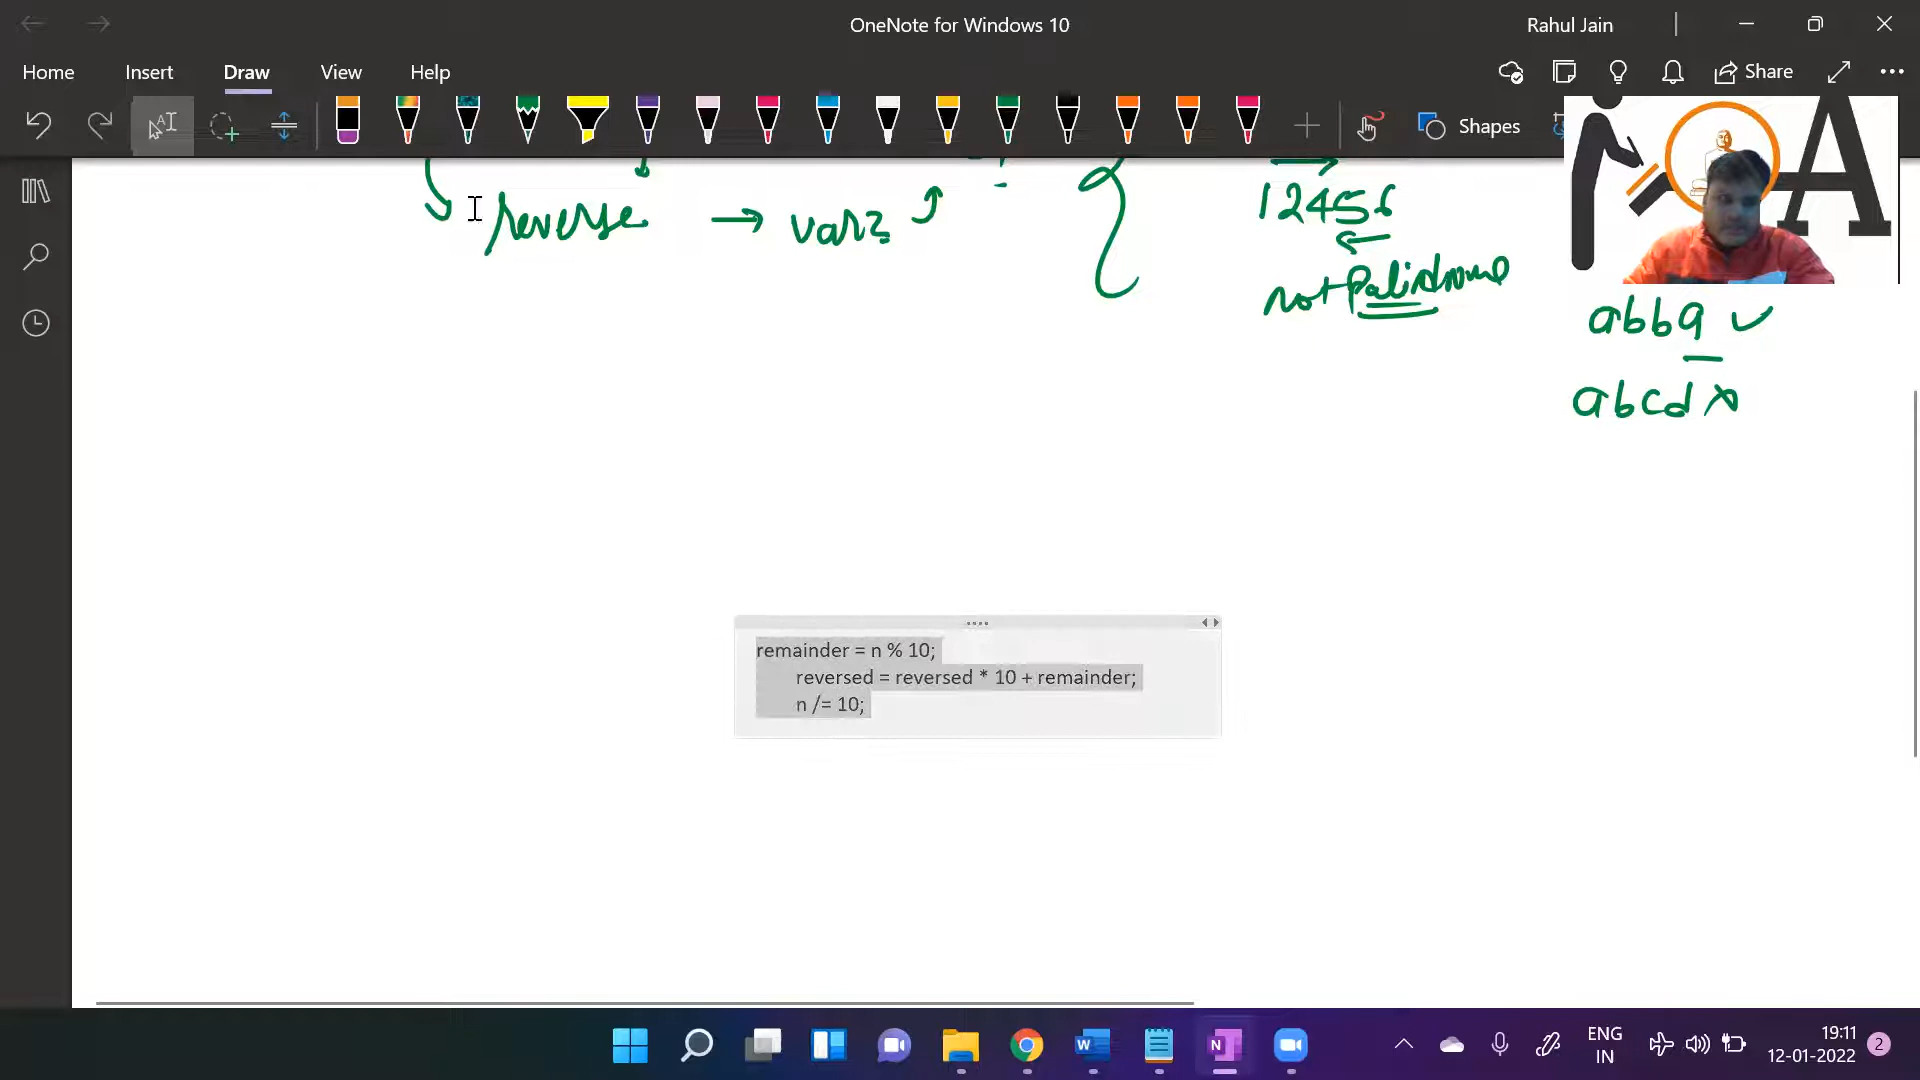 OneNote for Windows 10
Rahul Jain
Home Insert Draw View Help
Share
Shapes
A
reverse → var2
12456
not Palindrome
abba ✓
abcd x
remainder = n % 10;
reversed = reversed * 10 + remainder;
n /= 10;
ENG
IN
19:11
12-01-2022
2